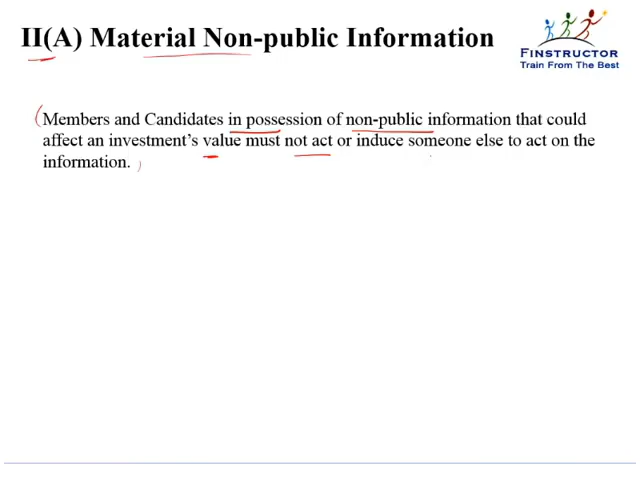 II(A) Material Non-public Information
FINSTRUCTOR
Train From The Best
Members and Candidates in possession of non-public information that could
affect an investment's value must not act or induce someone else to act on the
information.